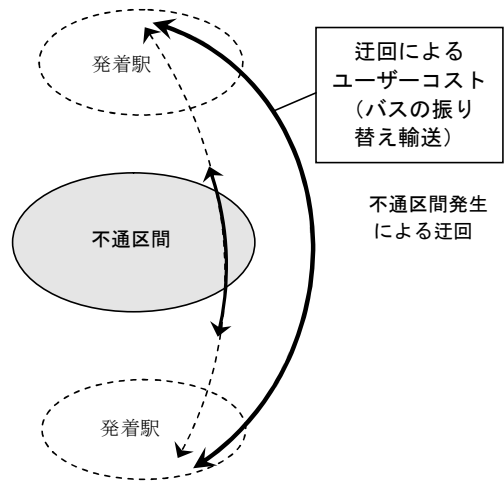 発着駅
迂回による
ユーザーコスト
（バスの振り
替え輸送）
不通区間発生
による迂回
不通区間
発着駅